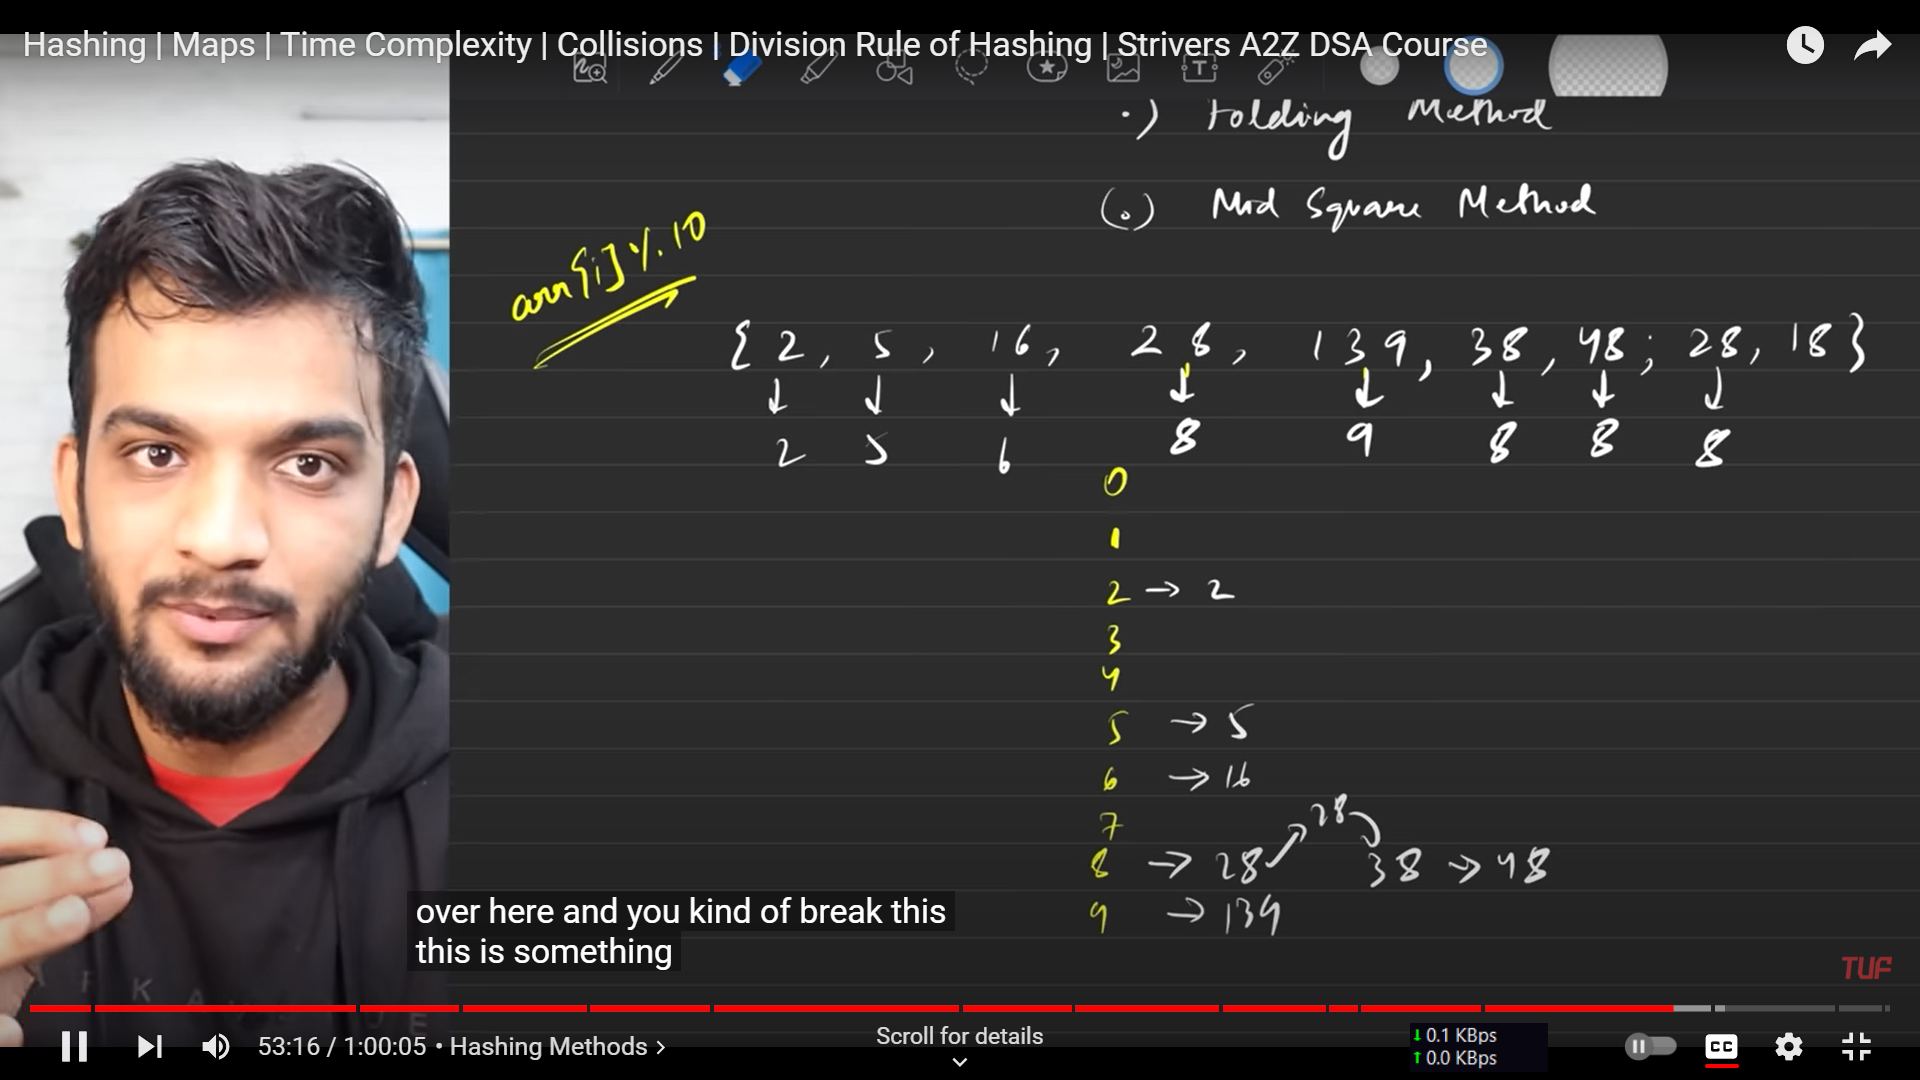 Hashing | Maps | Time Complexity | Collisions | Division Rule of Hashing | Strivers A2Z DSA Course
·) Folding Method
(.) Mid Square Method
arr[i] % 10
{ 2, 5, 16, 28, 139, 38, 48, 28, 18 }
2 5 6 8 9 8 8 8
0
1
2 → 2
3
4
5 → 5
6 → 16
7
8 → 28 → 28 → 38 → 48
9 → 139
over here and you kind of break this
this is something
TUF
53:16 / 1:00:05 • Hashing Methods >
Scroll for details
↓ 0.1 KBps
↑ 0.0 KBps
CC